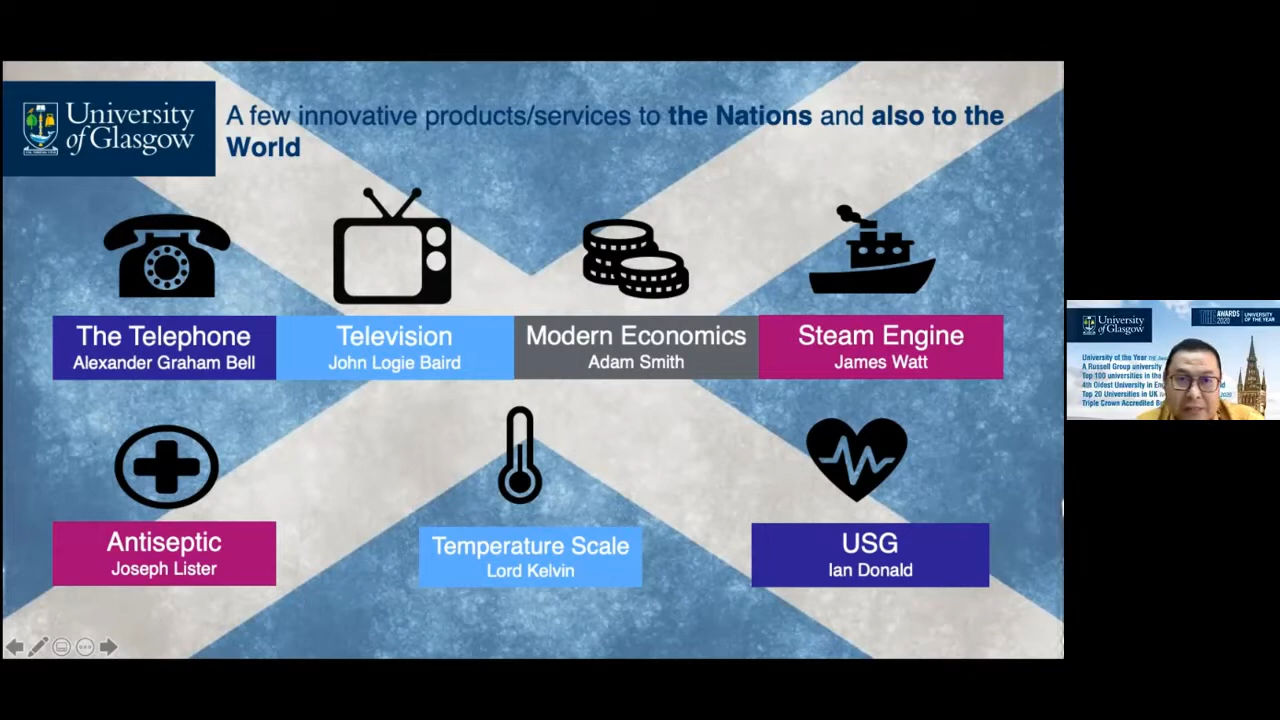 University
of Glasgow
A few innovative products/services to the Nations and also to the
World
The Telephone
Alexander Graham Bell
Television
John Logie Baird
Modern Economics
Adam Smith
Steam Engine
James Watt
Antiseptic
Joseph Lister
Temperature Scale
Lord Kelvin
USG
Ian Donald
University
of Glasgow
AWARDS
2020
UNIVERSITY
OF THE YEAR
University of the Year
A Russell Group university
Top 100 universities in the
4th Oldest University in
Top 20 Universities in UK
2020
Triple Crown Accredited